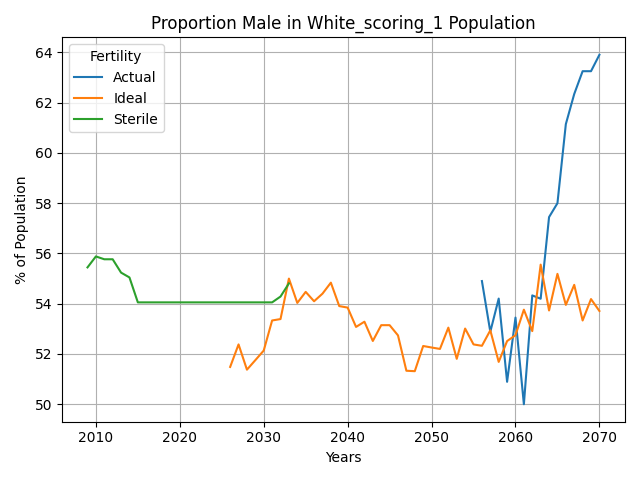 Proportion Male in White_scoring_1 Population
Fertility
Actual
Ideal
Sterile
% of Population
64
62
60
58
56
54
52
50
2010 2020 2030 2040 2050 2060 2070
Years